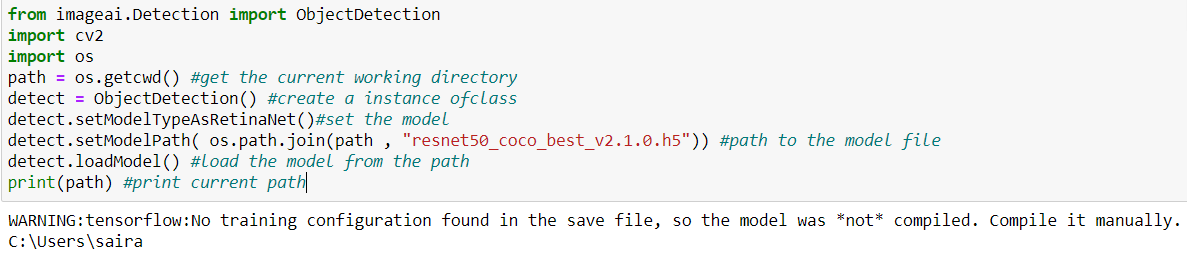 from imageai.Detection import ObjectDetection
import cv2
import os
path = os.getcwd() #get the current working directory
detect = ObjectDetection() #create a instance ofclass
detect.setModelTypeAsRetinaNet()#set the model
detect.setModelPath( os.path.join(path , "resnet50_coco_best_v2.1.0.h5")) #path to the model file
detect.loadModel() #load the model from the path
print(path) #print current path
WARNING:tensorflow:No training configuration found in the save file, so the model was *not* compiled. Compile it manually.
C:\Users\saira